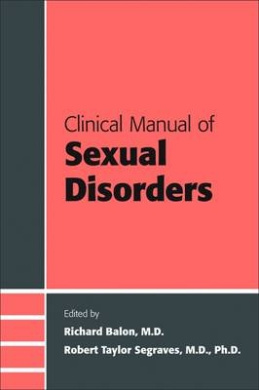 Clinical Manual of
Sexual
Disorders
Edited by
Richard Balon, M.D.
Robert Taylor Segraves, M.D., Ph.D.